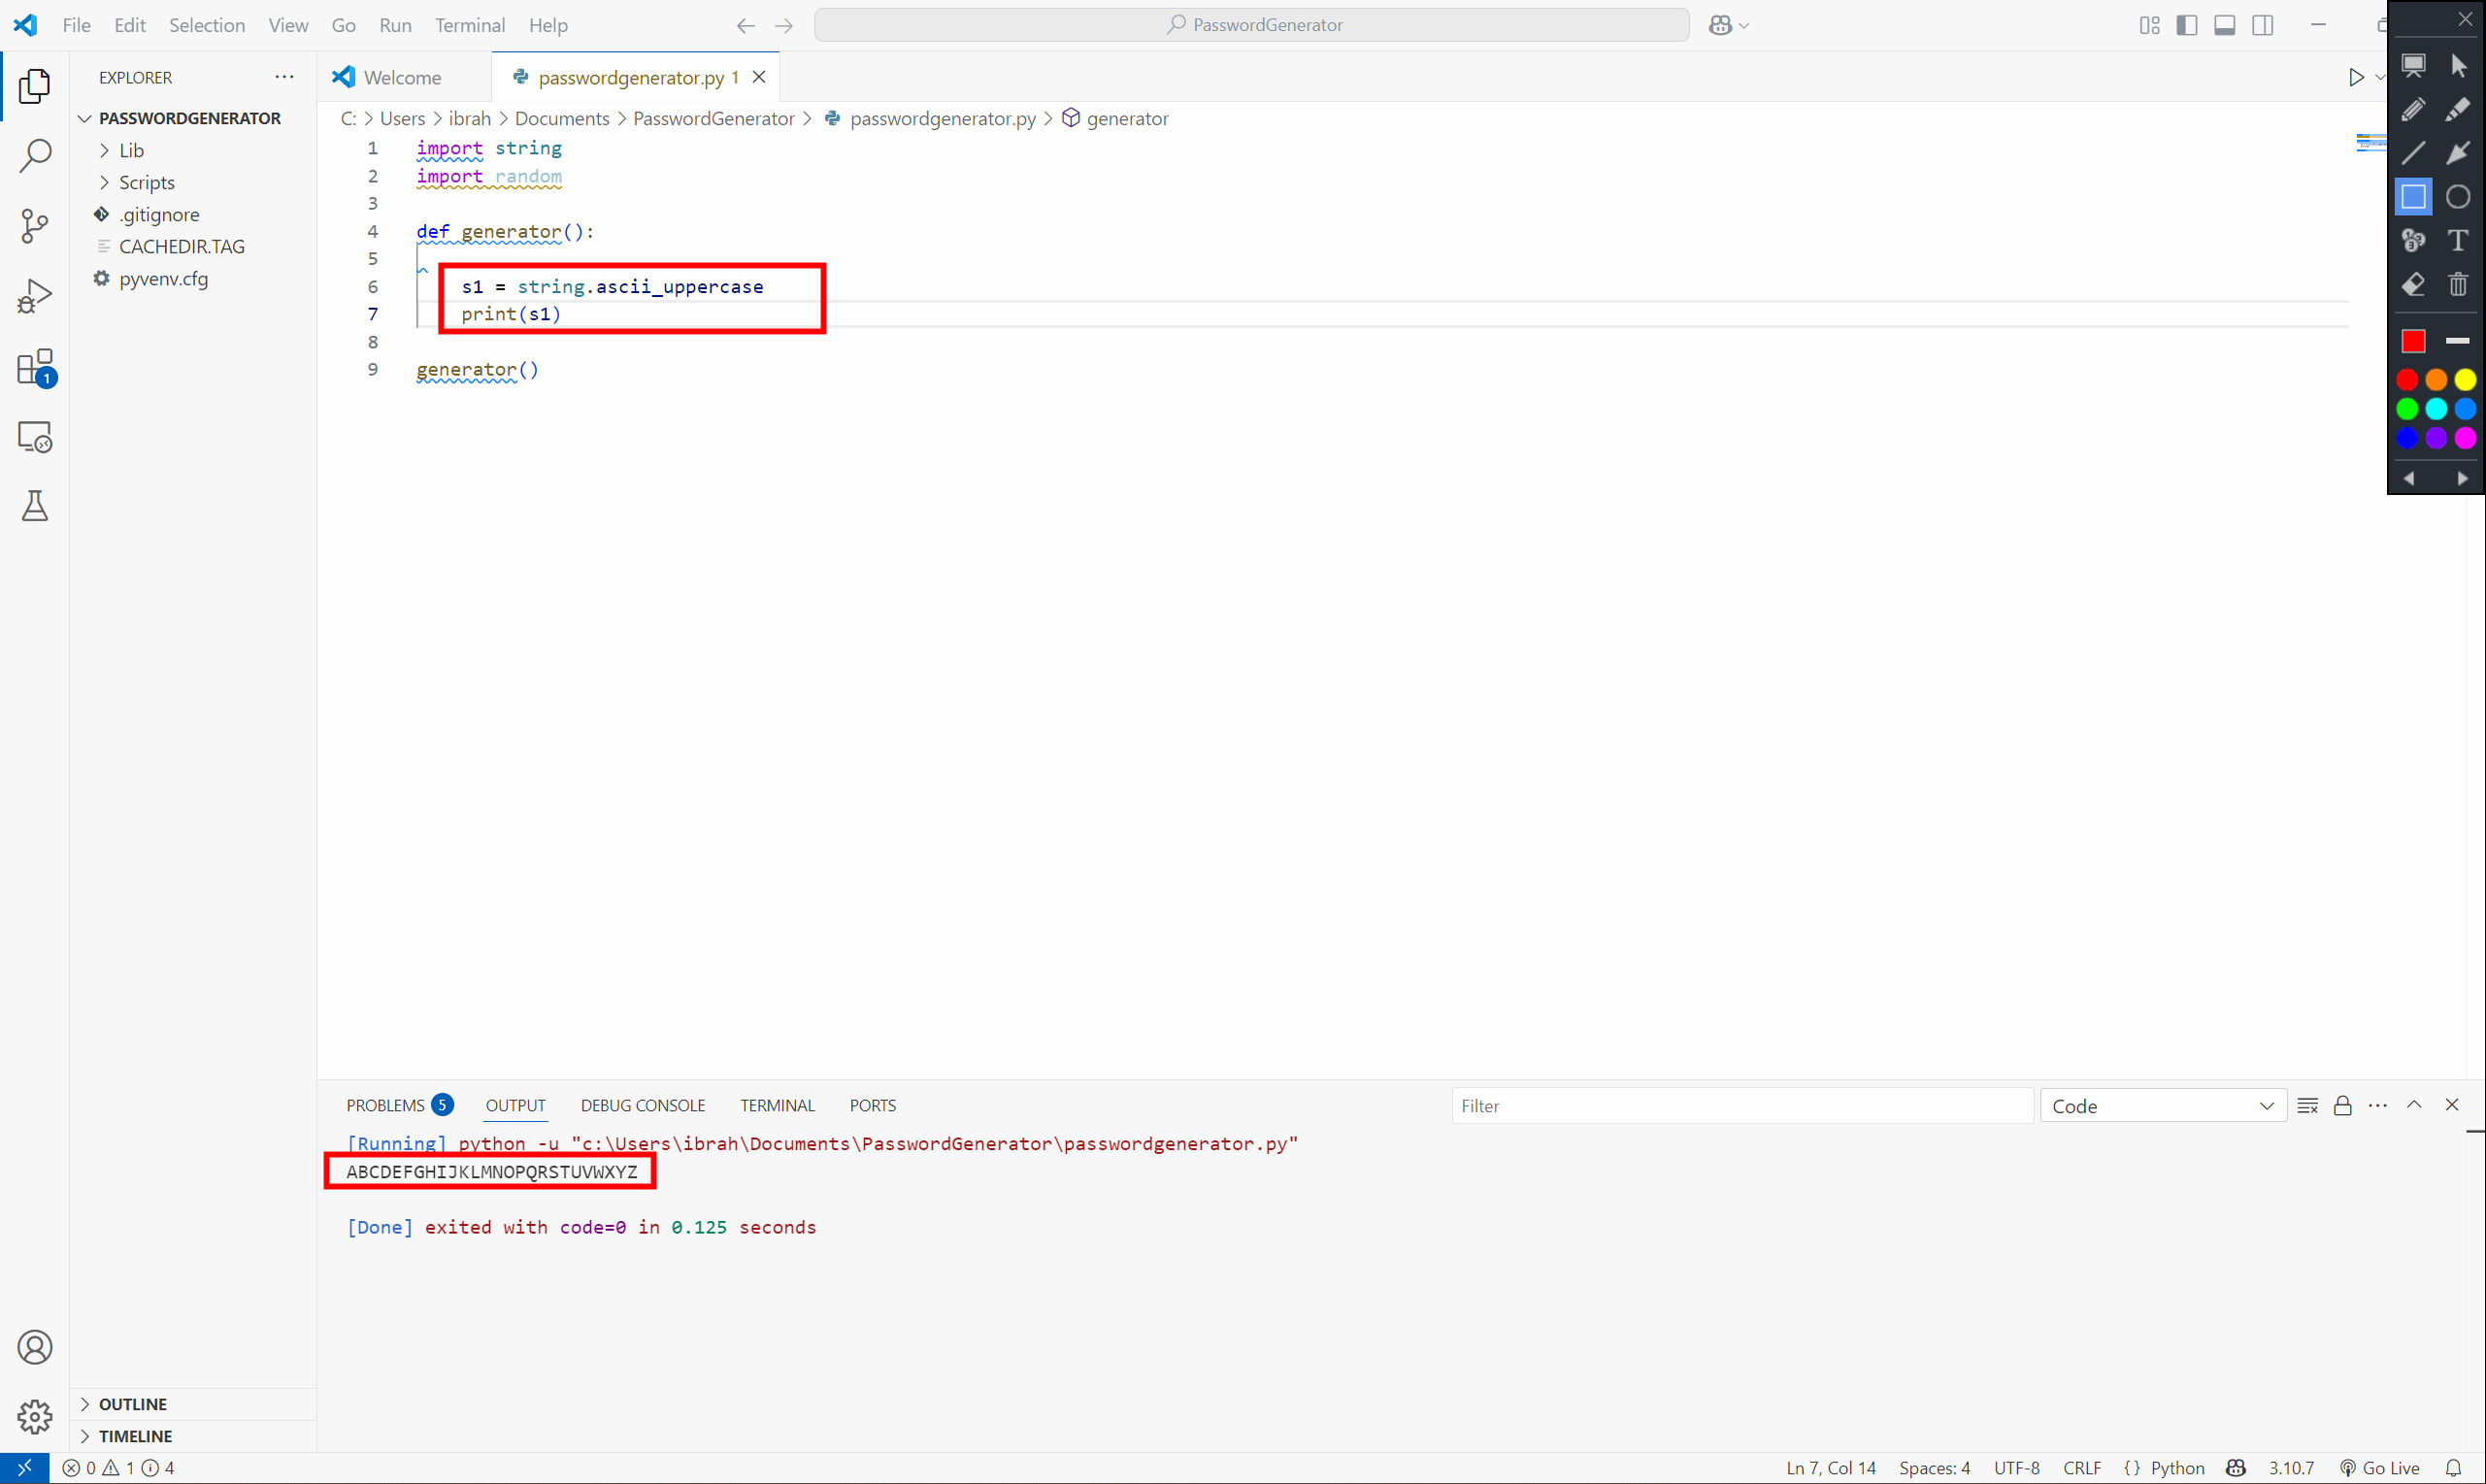 File Edit Selection View Go Run Terminal Help
PasswordGenerator
EXPLORER
Welcome
passwordgenerator.py 1
PASSWORDGENERATOR
C: > Users > ibrah > Documents > PasswordGenerator > passwordgenerator.py > generator
Lib
Scripts
.gitignore
CACHEDIR.TAG
pyvenv.cfg
1 import string
2 import random
3
4 def generator():
5
6 s1 = string.ascii_uppercase
7 print(s1)
8
9 generator()
1
T
PROBLEMS 5 OUTPUT DEBUG CONSOLE TERMINAL PORTS
Filter
Code
[Running] python -u "c:\Users\ibrah\Documents\PasswordGenerator\passwordgenerator.py"
ABCDEFGHIJKLMNOPQRSTUVWXYZ
[Done] exited with code=0 in 0.125 seconds
OUTLINE
TIMELINE
0 1 4
Ln 7, Col 14 Spaces: 4 UTF-8 CRLF {} Python 3.10.7 Go Live